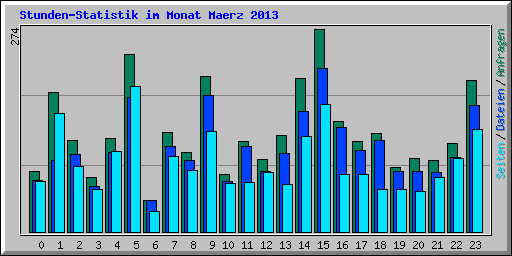 Stunden-Statistik im Monat Maerz 2013
274
Seiten/Dateien/Anfragen
0 1 2 3 4 5 6 7 8 9 10 11 12 13 14 15 16 17 18 19 20 21 22 23